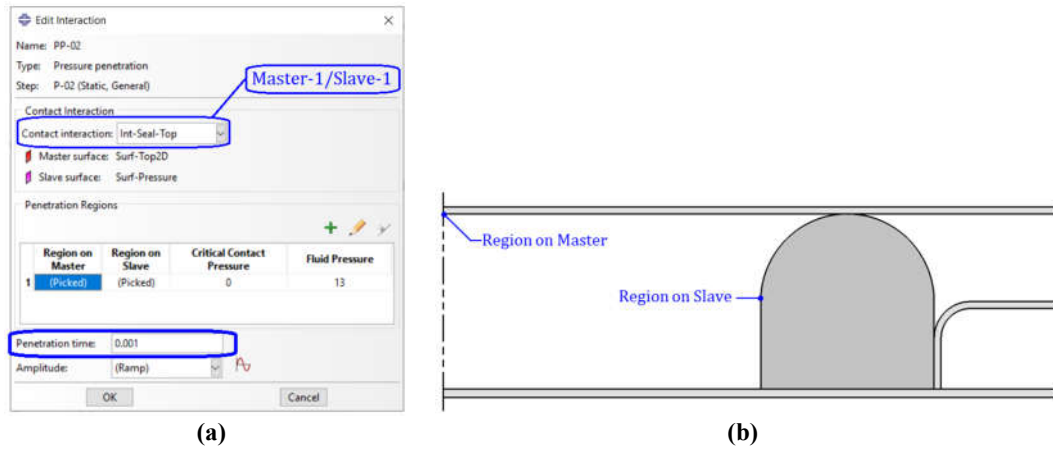 Edit Interaction
Name: PP-02
Type: Pressure penetration
Step: P-02 (Static, General)
Master-1/Slave-1
Contact Interaction
Contact interaction: Int-Seal-Top
Master surface: Surf-Top2D
Slave surface: Surf-Pressure
Penetration Regions
Region on Master Region on Slave Critical Contact Pressure Fluid Pressure
1 (Picked) (Picked) 0 13
Penetration time: 0.001
Amplitude: (Ramp)
OK Cancel
(a)
Region on Master
Region on Slave
(b)